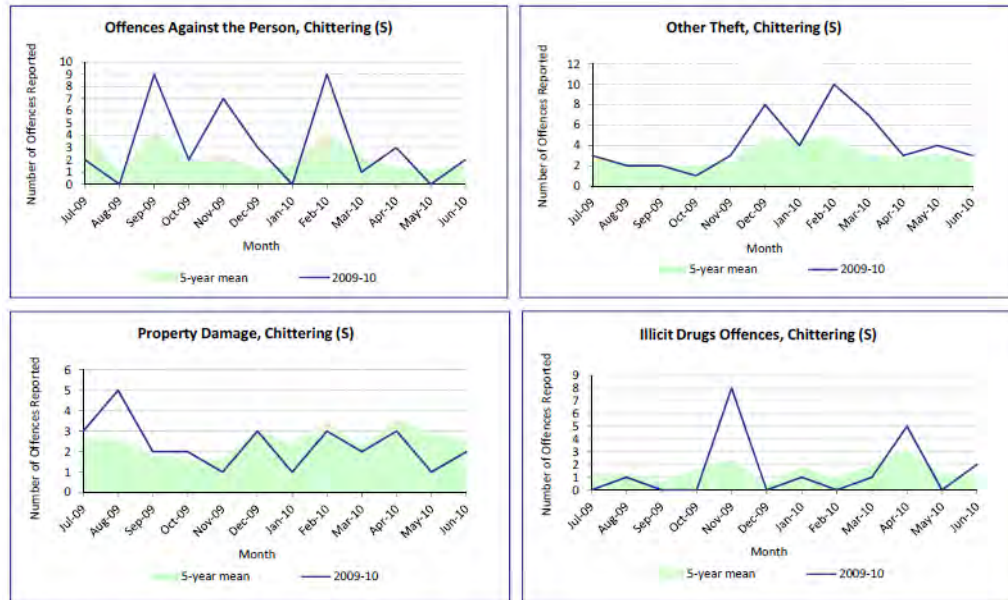 Offences Against the Person, Chittering (S)
Number of Offences Reported
10
9
8
7
6
5
4
3
2
1
0
Jul-09
Aug-09
Sep-09
Oct-09
Nov-09
Dec-09
Jan-10
Feb-10
Mar-10
Apr-10
May-10
Jun-10
Month
5-year mean
2009-10
Other Theft, Chittering (S)
Number of Offences Reported
12
10
8
6
4
2
0
Jul-09
Aug-09
Sep-09
Oct-09
Nov-09
Dec-09
Jan-10
Feb-10
Mar-10
Apr-10
May-10
Jun-10
Month
5-year mean
2009-10
Property Damage, Chittering (S)
Number of Offences Reported
6
5
4
3
2
1
0
Jul-09
Aug-09
Sep-09
Oct-09
Nov-09
Dec-09
Jan-10
Feb-10
Mar-10
Apr-10
May-10
Jun-10
Month
5-year mean
2009-10
Illicit Drugs Offences, Chittering (S)
Number of Offences Reported
9
8
7
6
5
4
3
2
1
0
Jul-09
Aug-09
Sep-09
Oct-09
Nov-09
Dec-09
Jan-10
Feb-10
Mar-10
Apr-10
May-10
Jun-10
Month
5-year mean
2009-10